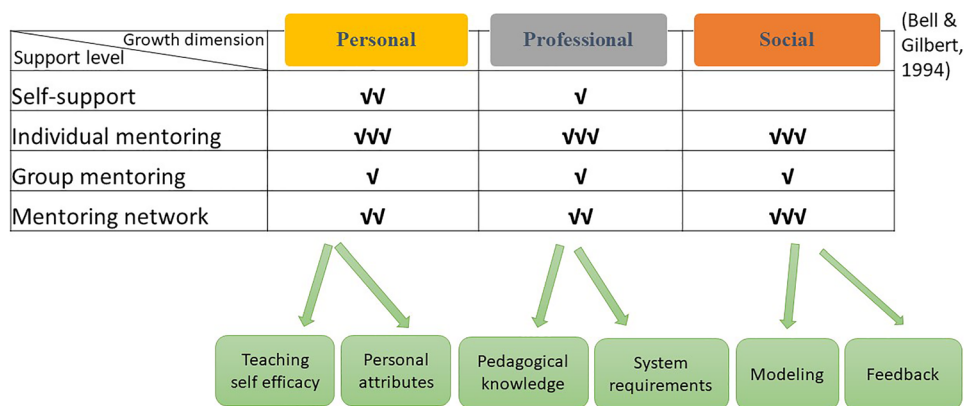 Growth dimension
Support level
Personal
Professional
Social
(Bell &
Gilbert,
1994)
Self-support √√ √
Individual mentoring √√√ √√√ √√√
Group mentoring √ √ √
Mentoring network √√ √√ √√√
Teaching
self efficacy
Personal
attributes
Pedagogical
knowledge
System
requirements
Modeling
Feedback